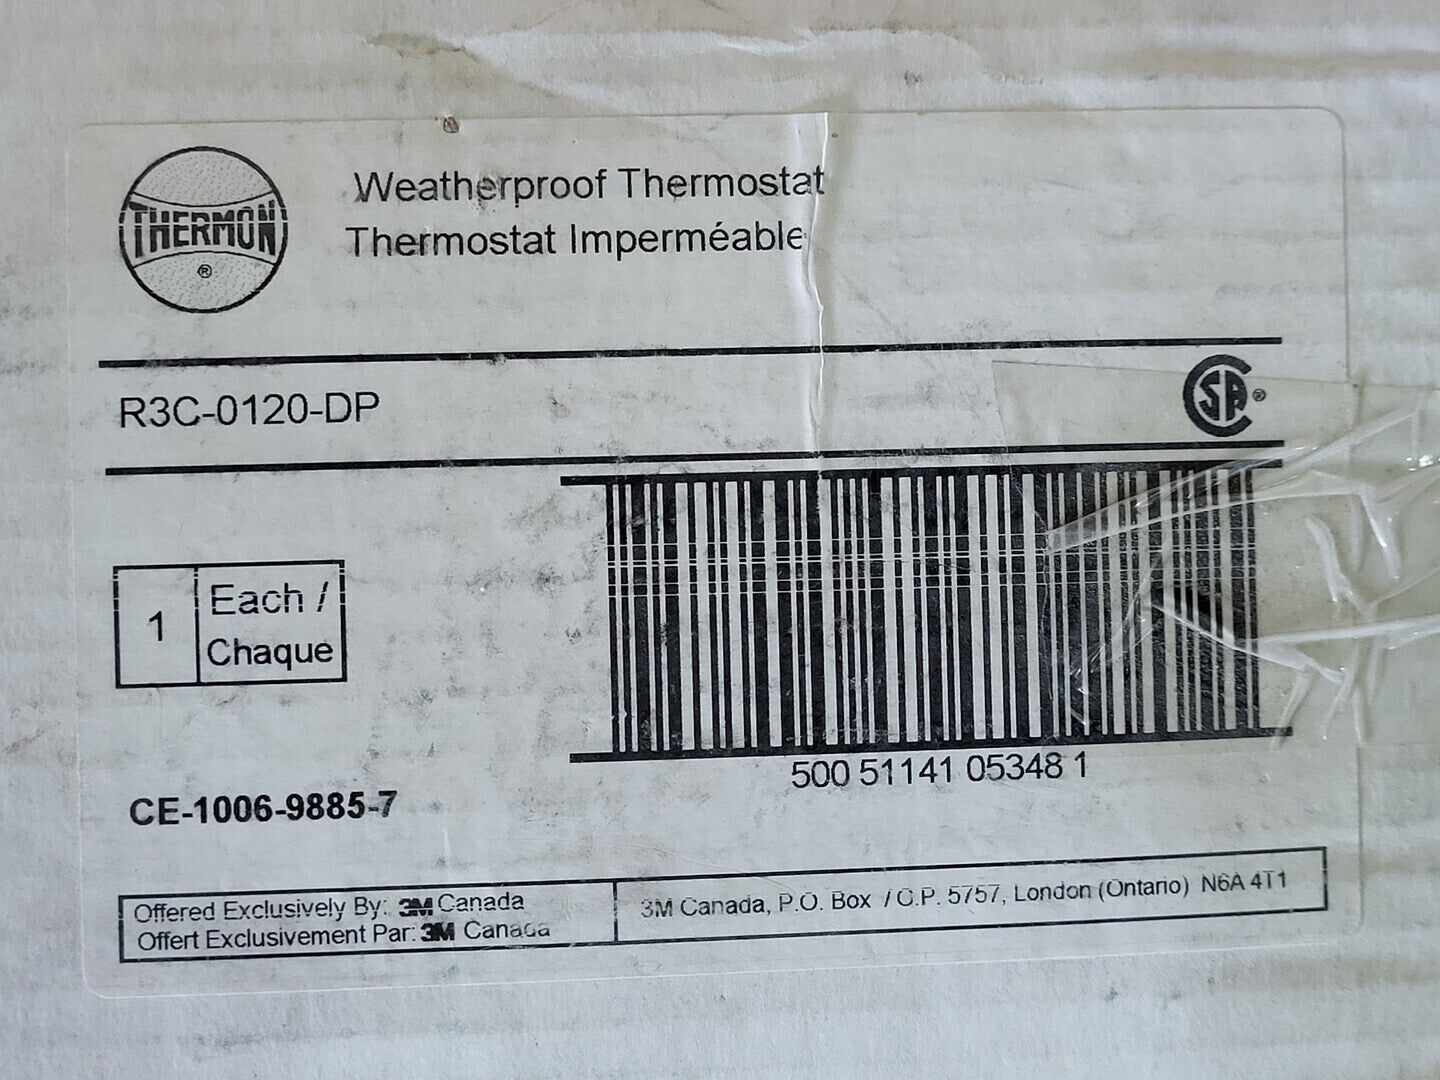 THERMON
®
Weatherproof Thermostat
Thermostat Imperméable
R3C-0120-DP
CSA ®
1
Each /
Chaque
500 51141 05348 1
CE-1006-9885-7
Offered Exclusively By: 3M Canada
Offert Exclusivement Par: 3M Canada
3M Canada, P.O. Box / C.P. 5757, London (Ontario) N6A 4T1